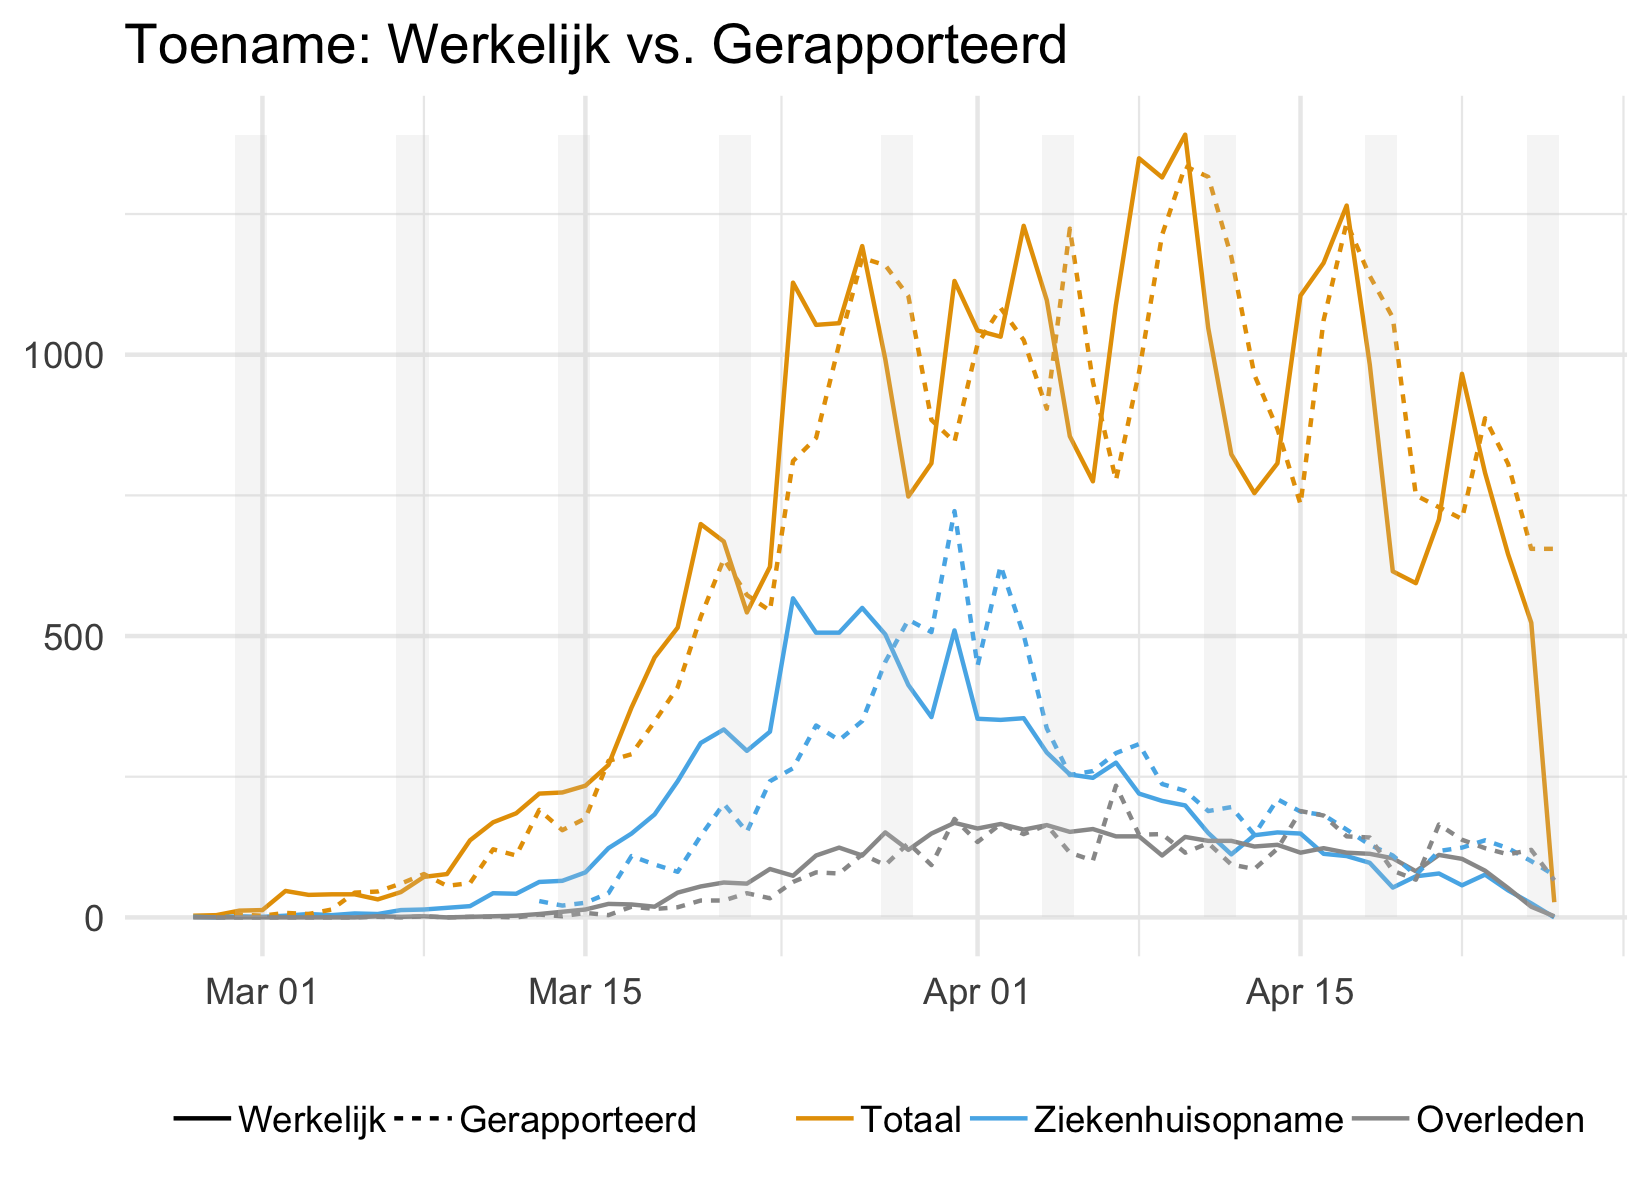 Toename: Werkelijk vs. Gerapporteerd
1000
500
0
Mar 01 Mar 15 Apr 01 Apr 15
Werkelijk Gerapporteerd Totaal Ziekenhuisopname Overleden